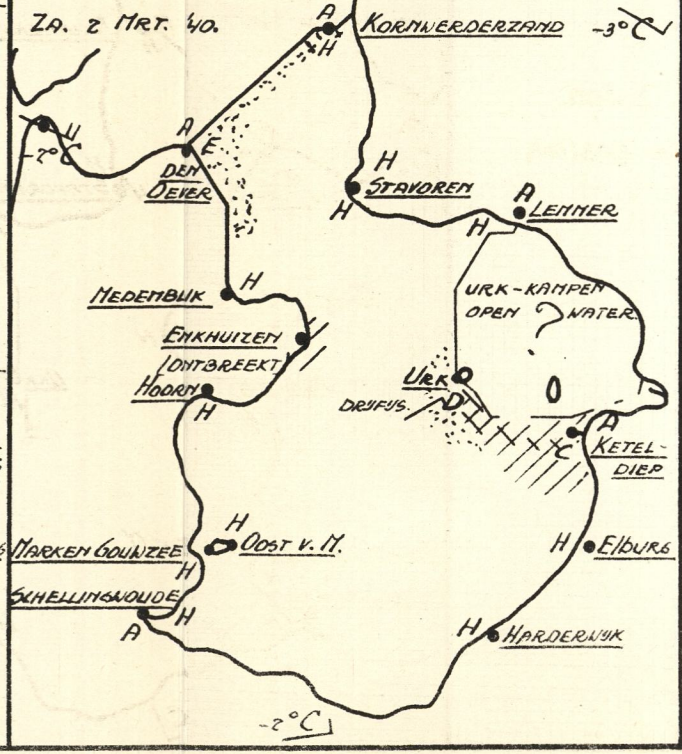 ZA. 2 MRT. '40.
A
KORNWERDERZAND
-3°C
H
H
-2°C
A
E
DEN
OEVER
H
STAVOREN
H
A
LEMMER
H
MEDEMBLIK
H
URK-KAMPEN
OPEN ? WATER.
ENKHUIZEN
(ONTBREEKT)
HOORN
H
URK
D
DRIJFIJS.
A
C
KETEL-
DIEP
H
MARKEN GOUWZEE
OOST V. M.
H
H
ELBURG
SCHELLINGWOUDE
H
A
H
HARDERWIJK
-2°C